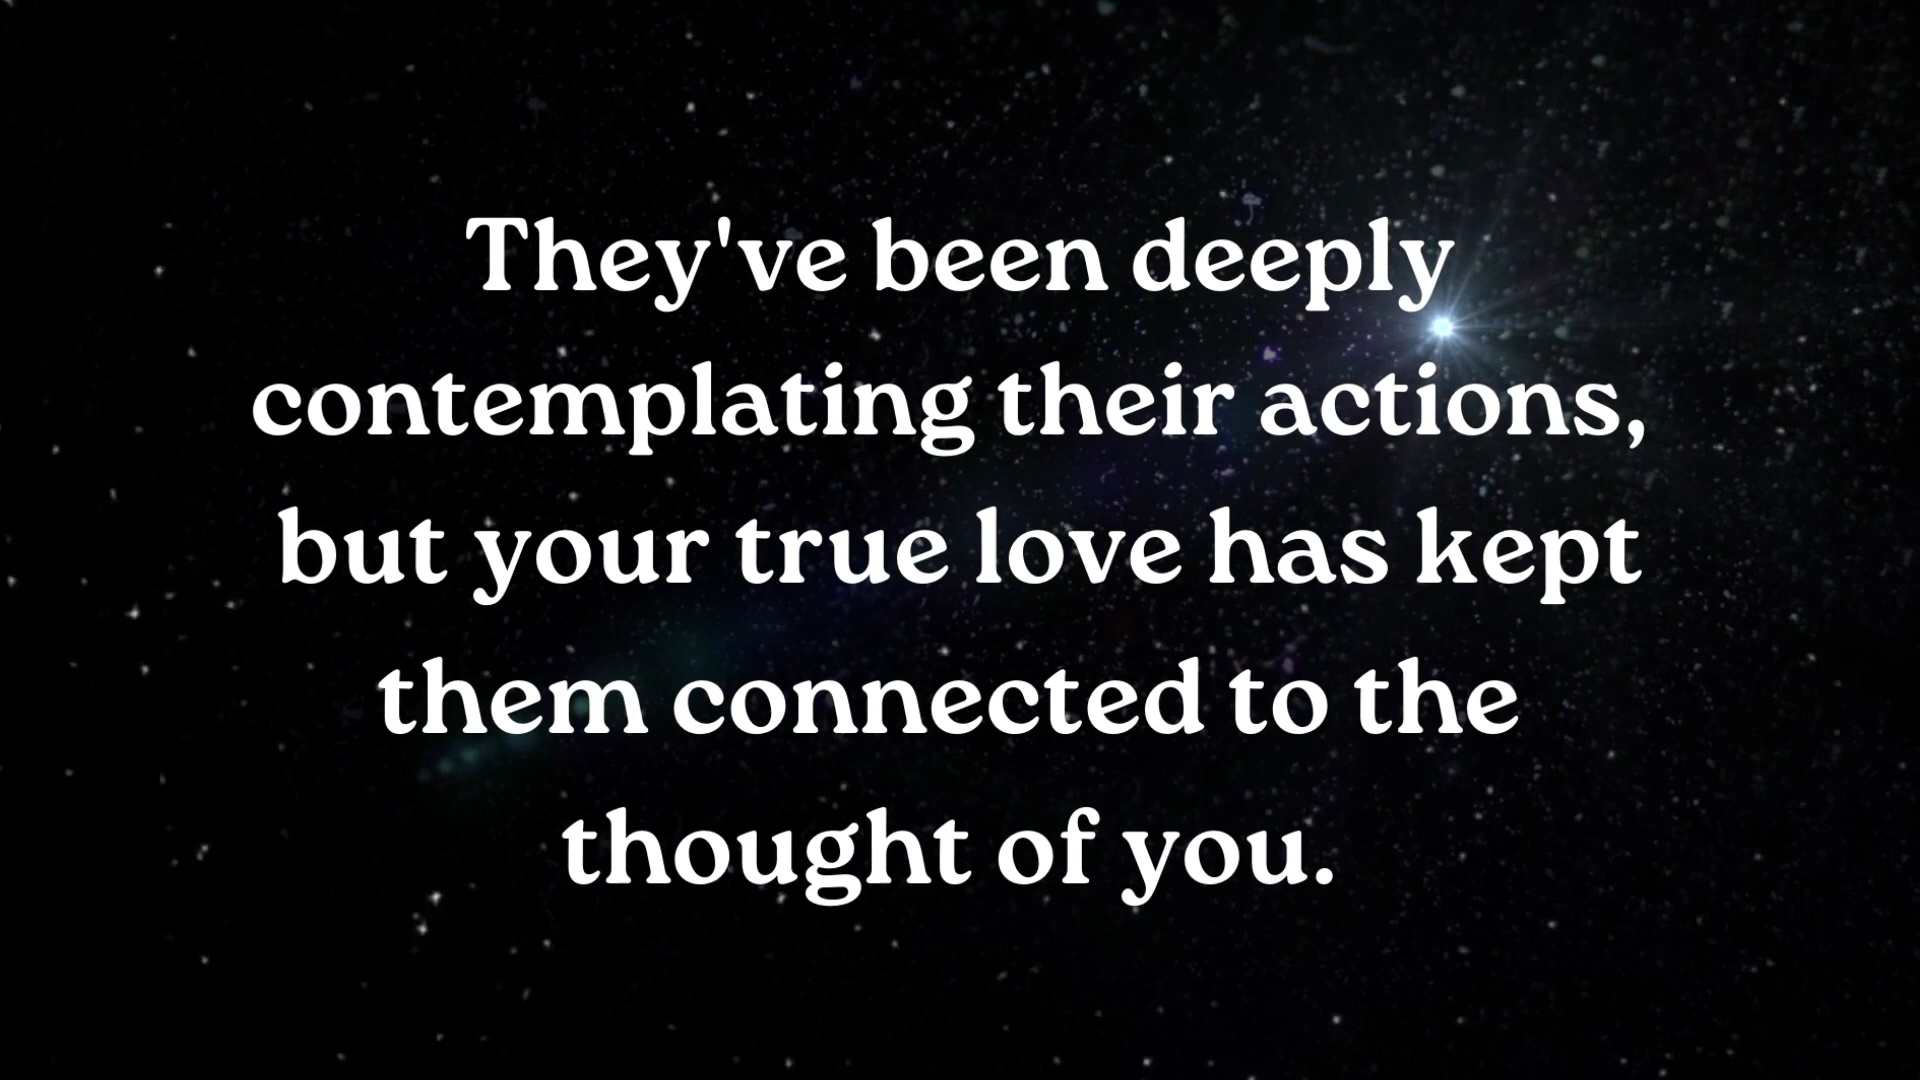 They've been deeply
contemplating their actions,
but your true love has kept
them connected to the
thought of you.